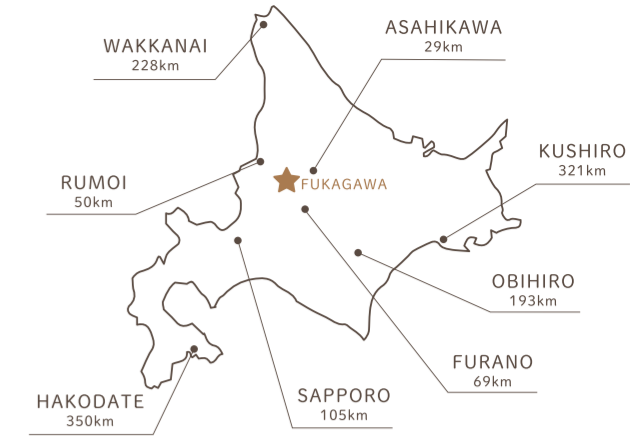 WAKKANAI
228km
ASAHIKAWA
29km
KUSHIRO
321km
RUMOI
50km
FUKAGAWA
OBIHIRO
193km
FURANO
69km
SAPPORO
105km
HAKODATE
350km